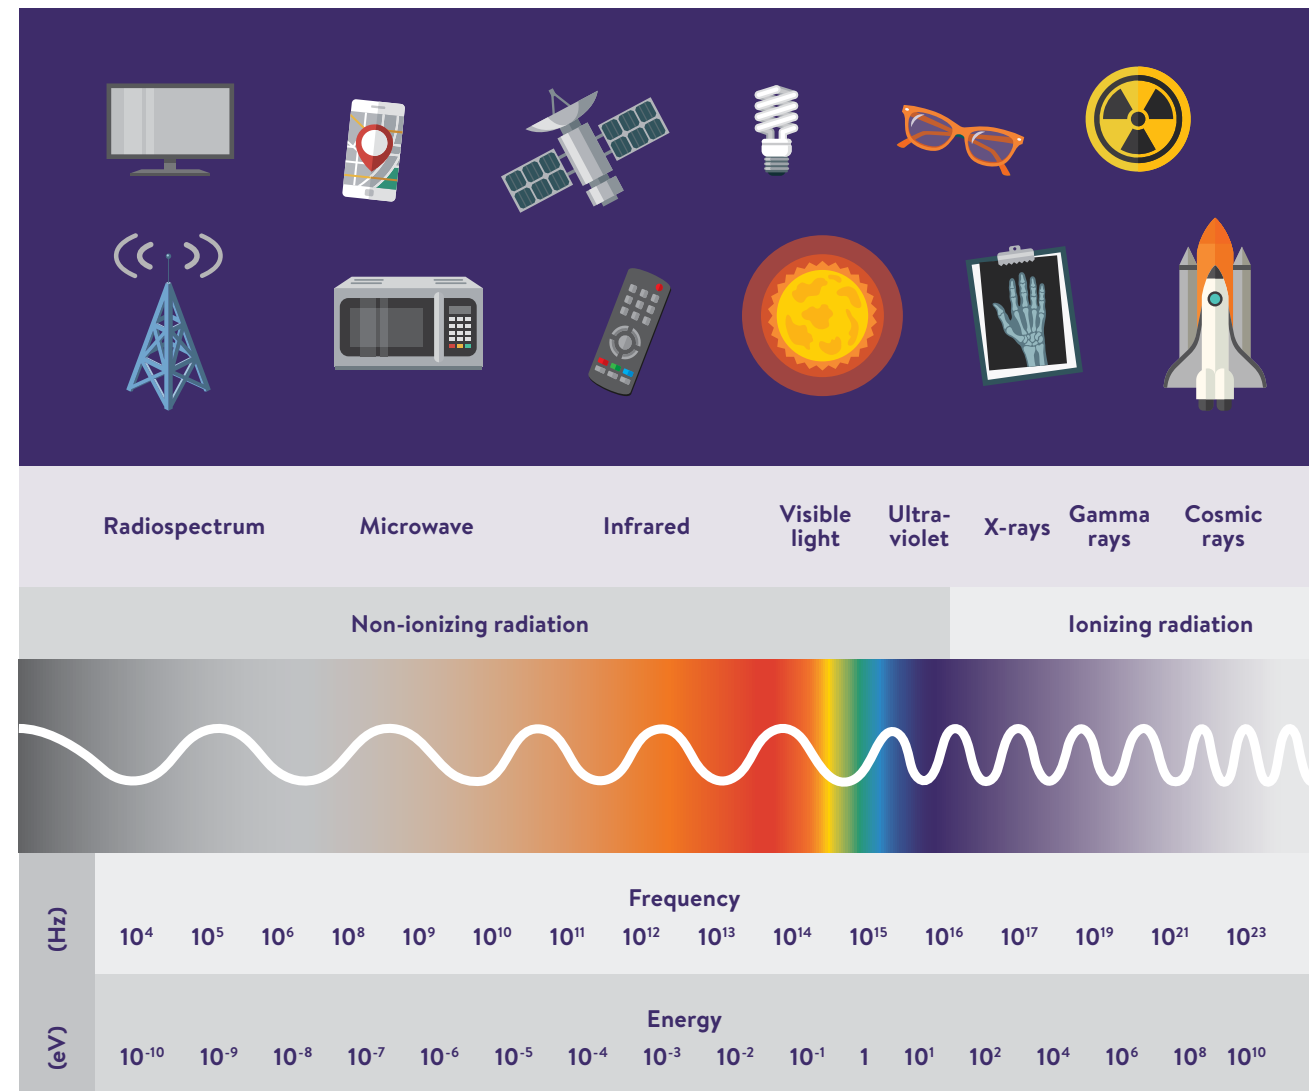 Radiospectrum Microwave Infrared Visible light Ultra-violet X-rays Gamma rays Cosmic rays
Non-ionizing radiation Ionizing radiation
Frequency
(Hz) 10⁴ 10⁵ 10⁶ 10⁸ 10⁹ 10¹⁰ 10¹¹ 10¹² 10¹³ 10¹⁴ 10¹⁵ 10¹⁶ 10¹⁷ 10¹⁹ 10²¹ 10²³
Energy
(eV) 10⁻¹⁰ 10⁻⁹ 10⁻⁸ 10⁻⁷ 10⁻⁶ 10⁻⁵ 10⁻⁴ 10⁻³ 10⁻² 10⁻¹ 1 10¹ 10² 10⁴ 10⁶ 10⁸ 10¹⁰